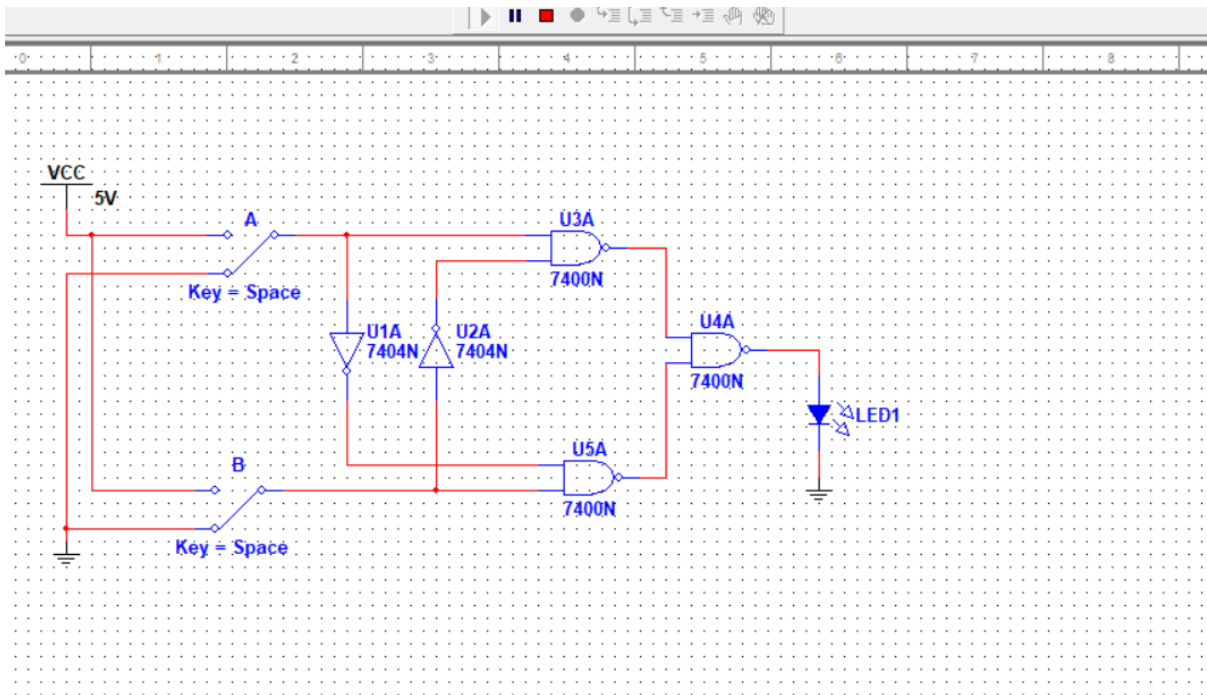 0 1 2 3 4 5 6 7 8
VCC
5V
A
Key = Space
U1A
7404N
U2A
7404N
U3A
7400N
U4A
7400N
LED1
B
Key = Space
U5A
7400N